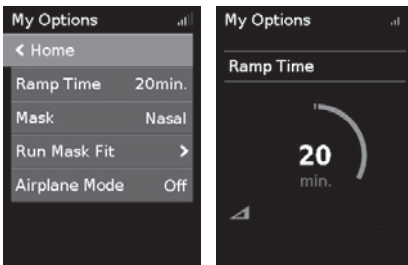 My Options
< Home
Ramp Time 20min.
Mask Nasal
Run Mask Fit >
Airplane Mode Off
My Options
Ramp Time
20
min.